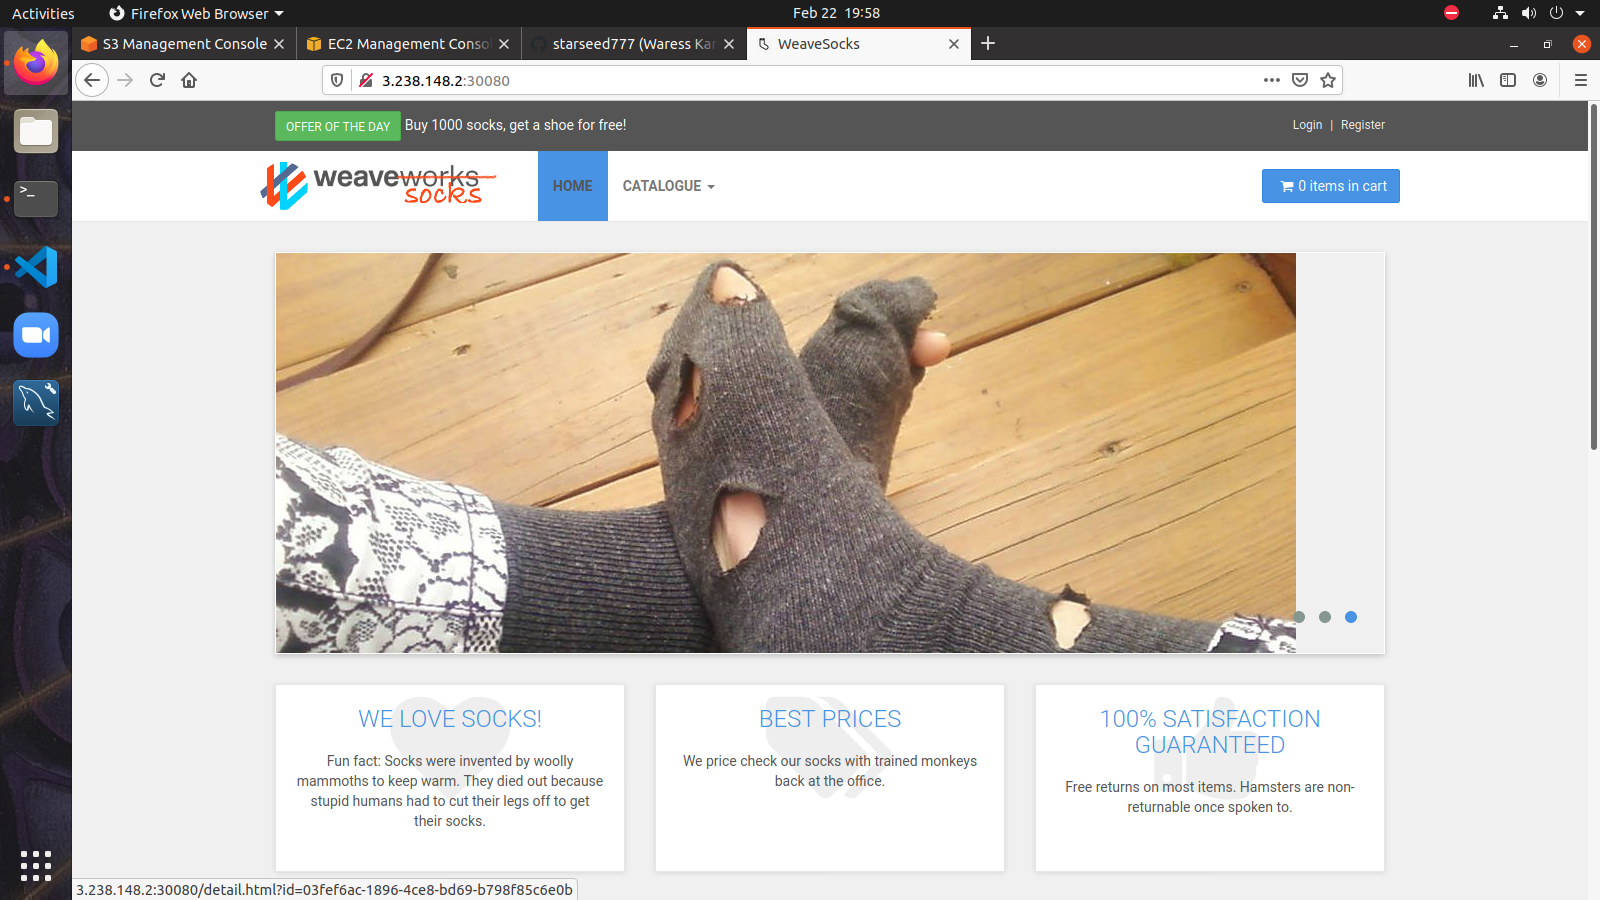 Activities
Firefox Web Browser
Feb 22 19:58
S3 Management Console
EC2 Management Consol
starseed777 (Waress Kar
WeaveSocks
3.238.148.2:30080
OFFER OF THE DAY Buy 1000 socks, get a shoe for free!
Login | Register
weaveworks
socks
HOME
CATALOGUE
0 items in cart
WE LOVE SOCKS!
Fun fact: Socks were invented by woolly
mammoths to keep warm. They died out because
stupid humans had to cut their legs off to get
their socks.
BEST PRICES
We price check our socks with trained monkeys
back at the office.
100% SATISFACTION
GUARANTEED
Free returns on most items. Hamsters are non-
returnable once spoken to.
3.238.148.2:30080/detail.html?id=03fef6ac-1896-4ce8-bd69-b798f85c6e0b